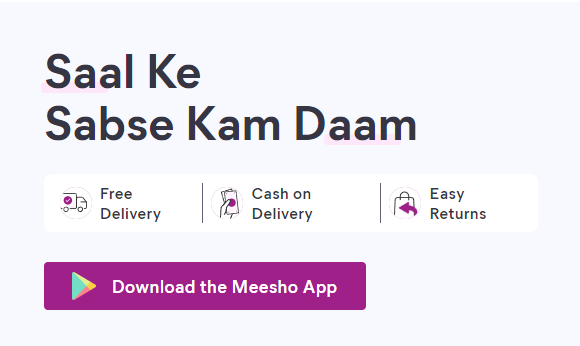 Saal Ke
Sabse Kam Daam
Free
Delivery
Cash on
Delivery
Easy
Returns
Download the Meesho App